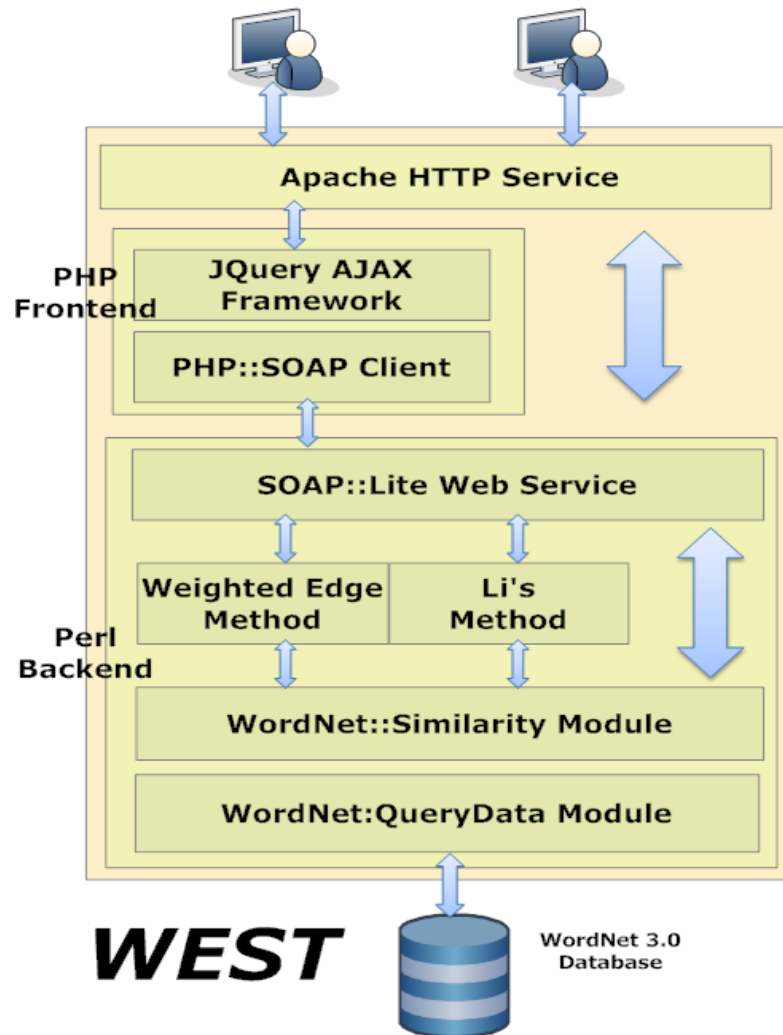 Apache HTTP Service
PHP
Frontend
JQuery AJAX
Framework
PHP::SOAP Client
SOAP::Lite Web Service
Weighted Edge
Method
Li's
Method
Perl
Backend
WordNet::Similarity Module
WordNet:QueryData Module
WEST
WordNet 3.0
Database